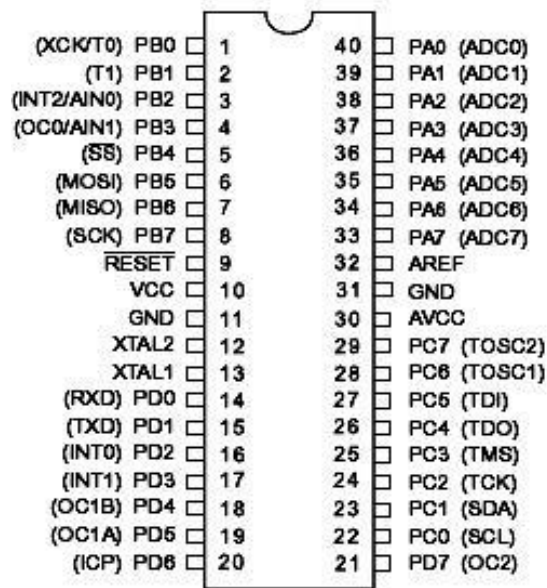 (XCK/T0) PB0 1 40 PA0 (ADC0)
(T1) PB1 2 39 PA1 (ADC1)
(INT2/AIN0) PB2 3 38 PA2 (ADC2)
(OC0/AIN1) PB3 4 37 PA3 (ADC3)
(S̅S̅) PB4 5 36 PA4 (ADC4)
(MOSI) PB5 6 35 PA5 (ADC5)
(MISO) PB6 7 34 PA6 (ADC6)
(SCK) PB7 8 33 PA7 (ADC7)
R̅E̅S̅E̅T̅ 9 32 AREF
VCC 10 31 GND
GND 11 30 AVCC
XTAL2 12 29 PC7 (TOSC2)
XTAL1 13 28 PC6 (TOSC1)
(RXD) PD0 14 27 PC5 (TDI)
(TXD) PD1 15 26 PC4 (TDO)
(INT0) PD2 16 25 PC3 (TMS)
(INT1) PD3 17 24 PC2 (TCK)
(OC1B) PD4 18 23 PC1 (SDA)
(OC1A) PD5 19 22 PC0 (SCL)
(ICP) PD6 20 21 PD7 (OC2)